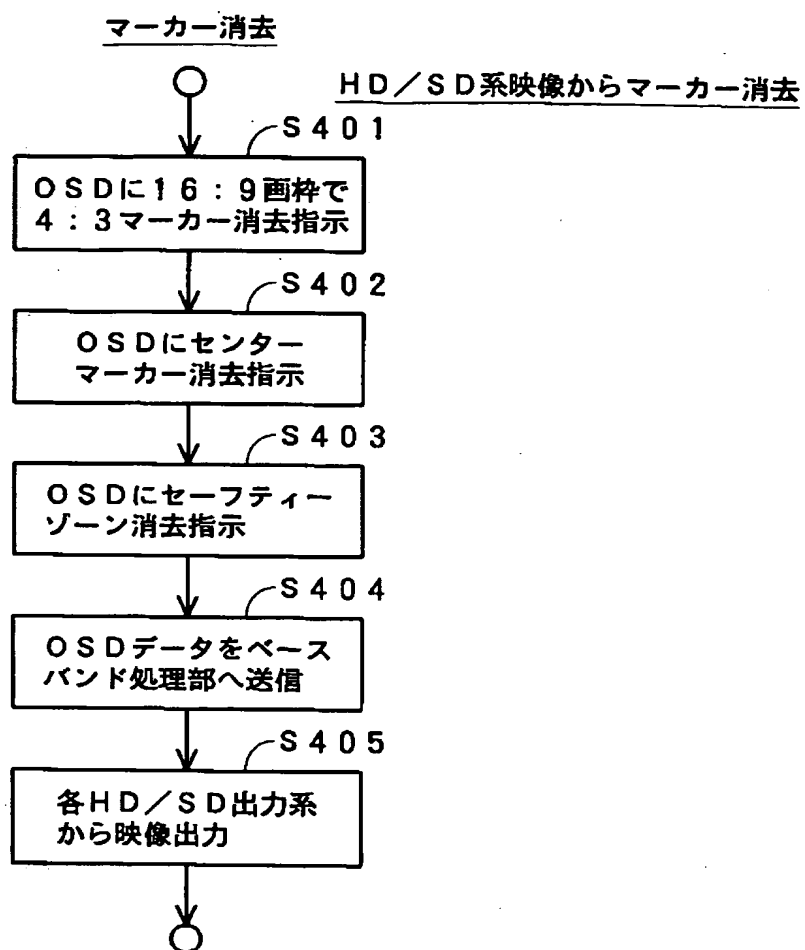 マーカー消去
HD／SD系映像からマーカー消去
S401
OSDに16：9画枠で
4：3マーカー消去指示
S402
OSDにセンター
マーカー消去指示
S403
OSDにセーフティー
ゾーン消去指示
S404
OSDデータをベース
バンド処理部へ送信
S405
各HD／SD出力系
から映像出力